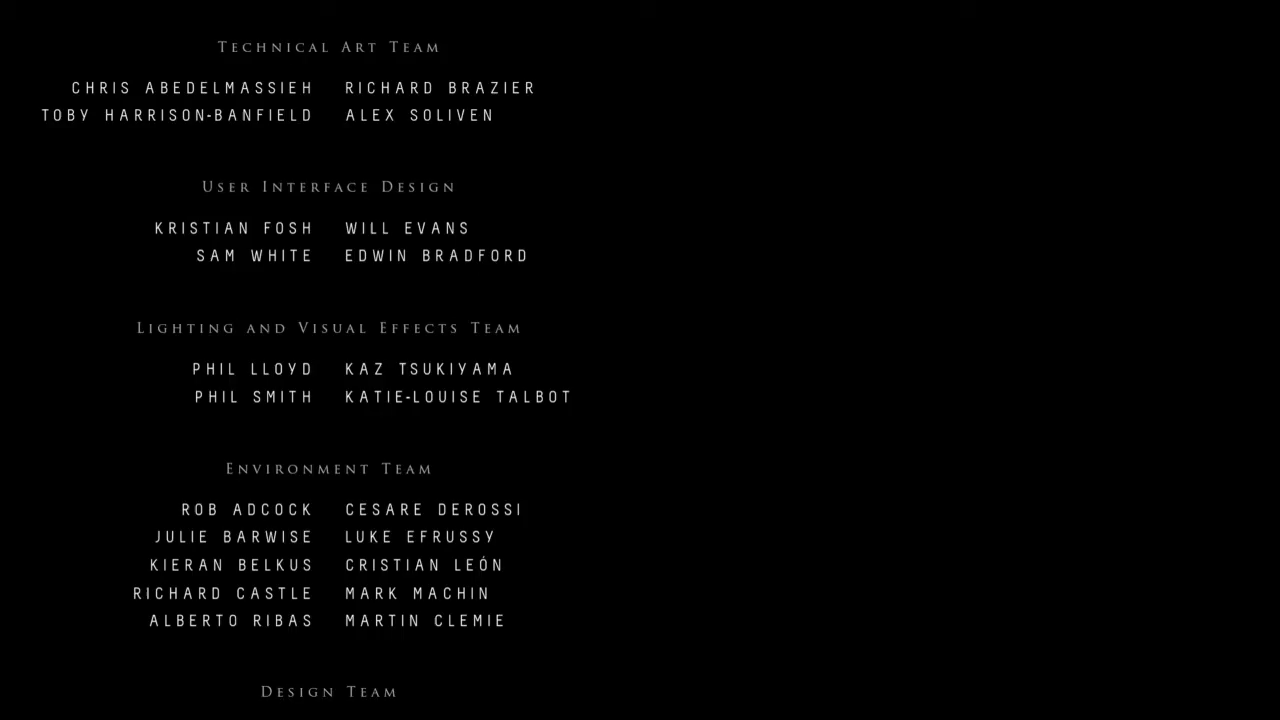 Technical Art Team
CHRIS ABEDELMASSIEH RICHARD BRAZIER
TOBY HARRISON-BANFIELD ALEX SOLIVEN
User Interface Design
KRISTIAN FOSH WILL EVANS
SAM WHITE EDWIN BRADFORD
Lighting and Visual Effects Team
PHIL LLOYD KAZ TSUKIYAMA
PHIL SMITH KATIE-LOUISE TALBOT
Environment Team
ROB ADCOCK CESARE DEROSSI
JULIE BARWISE LUKE EFRUSSY
KIERAN BELKUS CRISTIAN LEÓN
RICHARD CASTLE MARK MACHIN
ALBERTO RIBAS MARTIN CLEMIE
Design Team